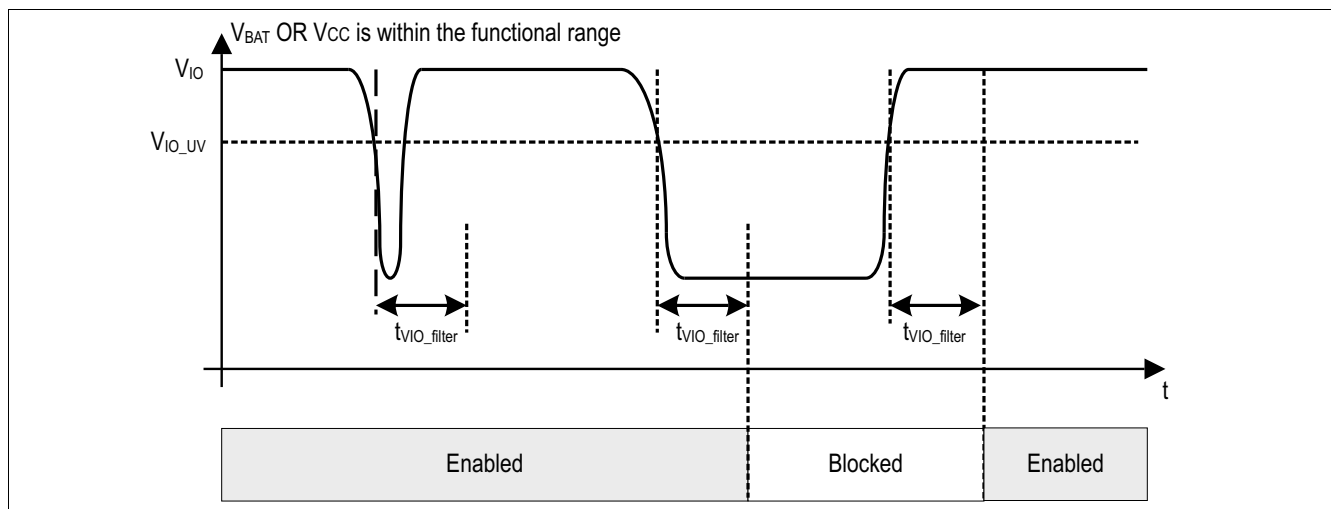 VBAT OR VCC is within the functional range
VIO
VIO_UV
tVIO_filter
tVIO_filter
tVIO_filter
t
Enabled
Blocked
Enabled